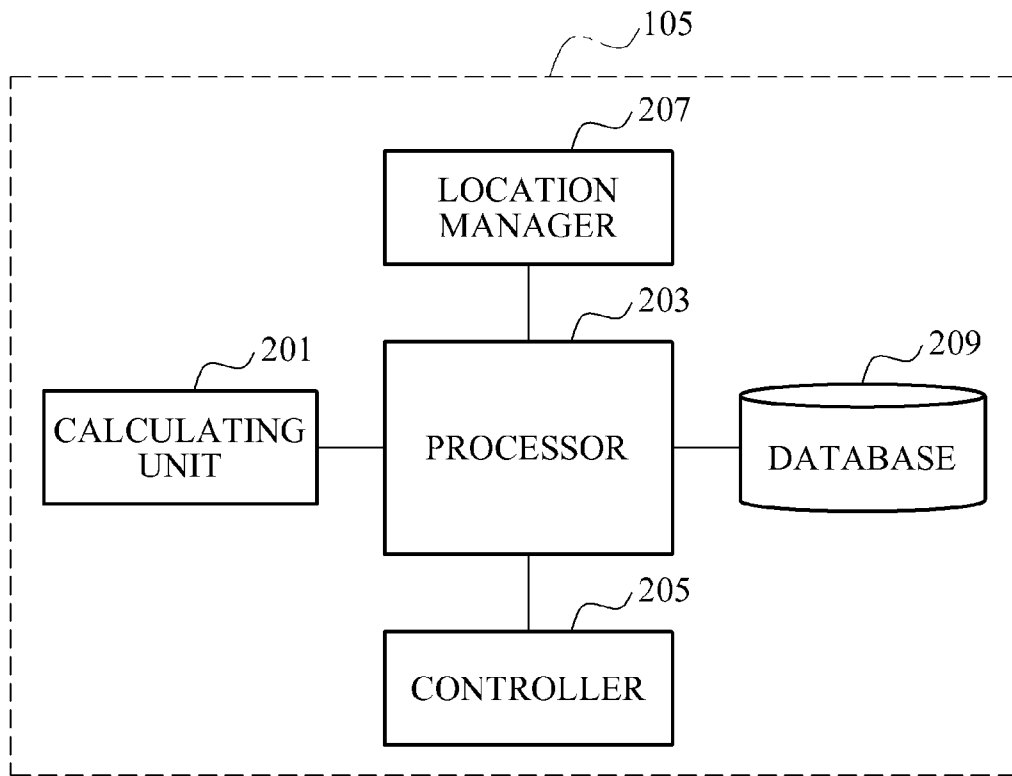 105
207
LOCATION
MANAGER
203
201
209
CALCULATING
UNIT
PROCESSOR
DATABASE
205
CONTROLLER